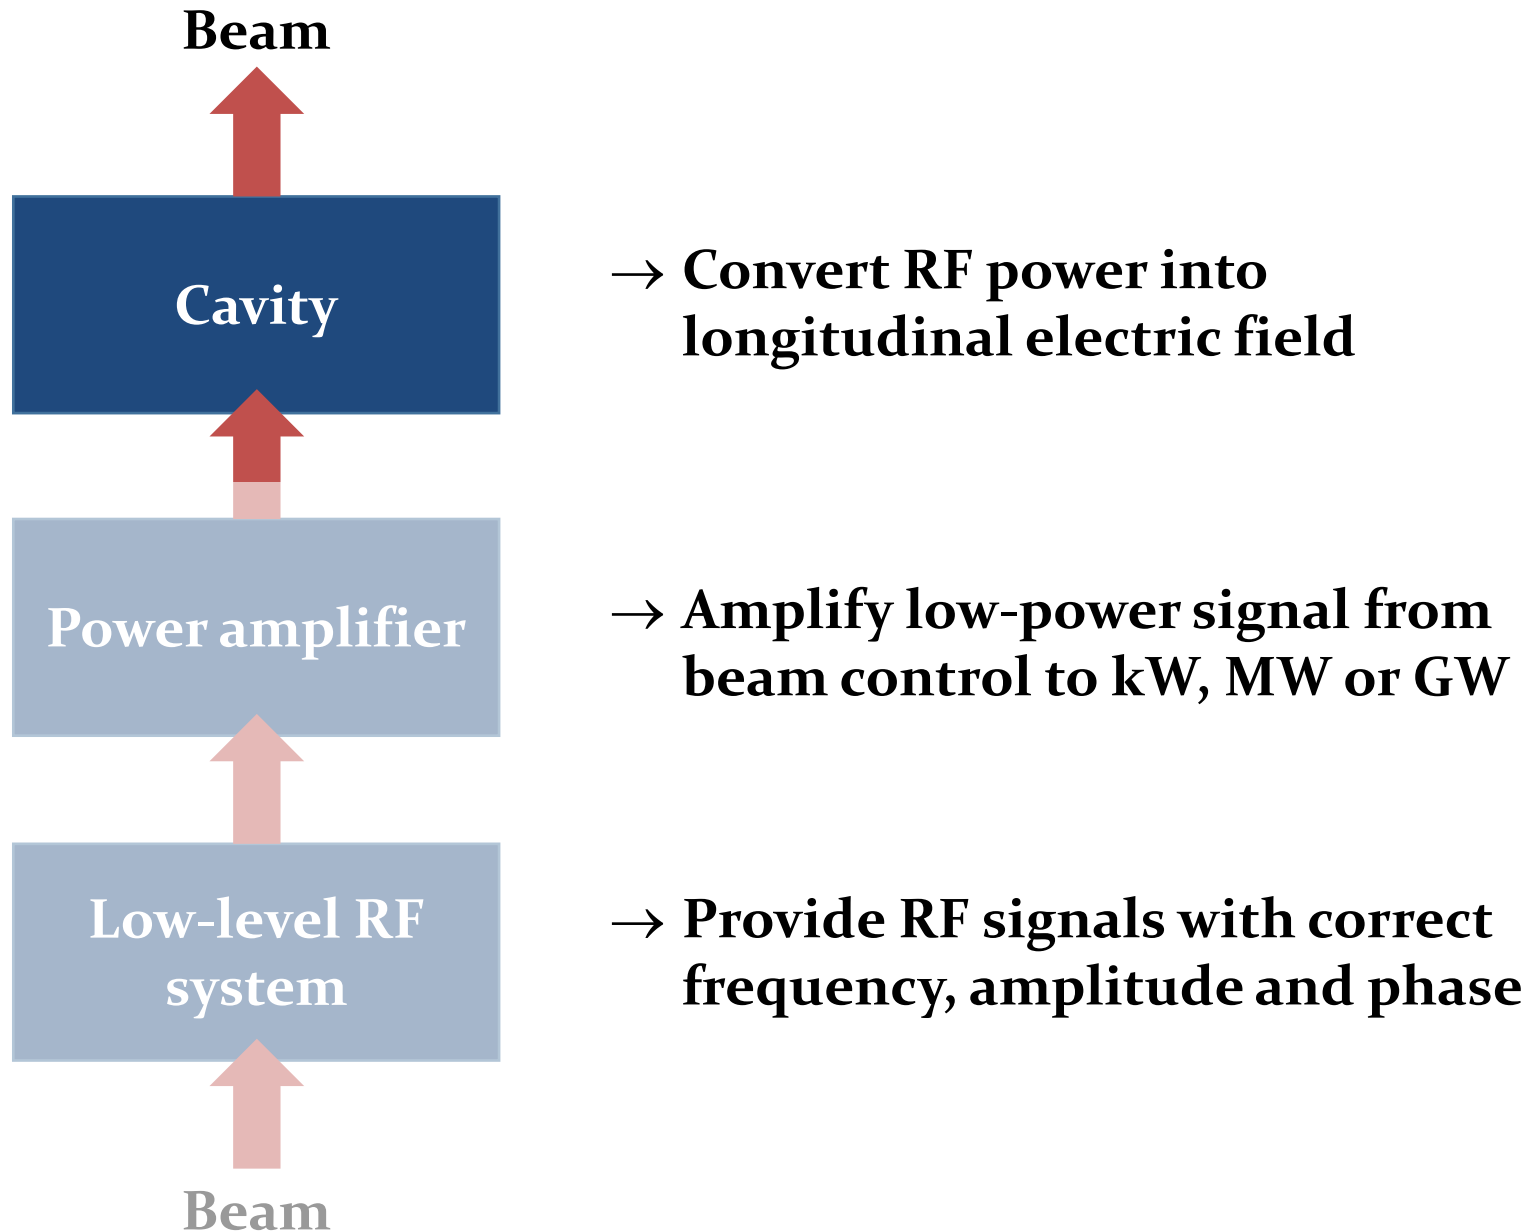 Beam
Cavity
→ Convert RF power into
longitudinal electric field
Power amplifier
→ Amplify low-power signal from
beam control to kW, MW or GW
Low-level RF
system
→ Provide RF signals with correct
frequency, amplitude and phase
Beam